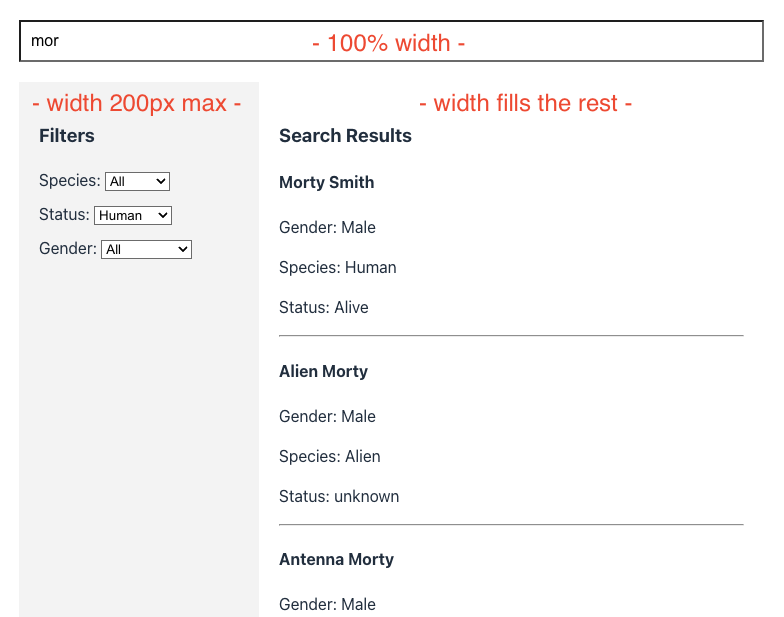 mor
- 100% width -
- width 200px max -
- width fills the rest -
Filters
Search Results
Species: All
Status: Human
Gender: All
Morty Smith
Gender: Male
Species: Human
Status: Alive
Alien Morty
Gender: Male
Species: Alien
Status: unknown
Antenna Morty
Gender: Male